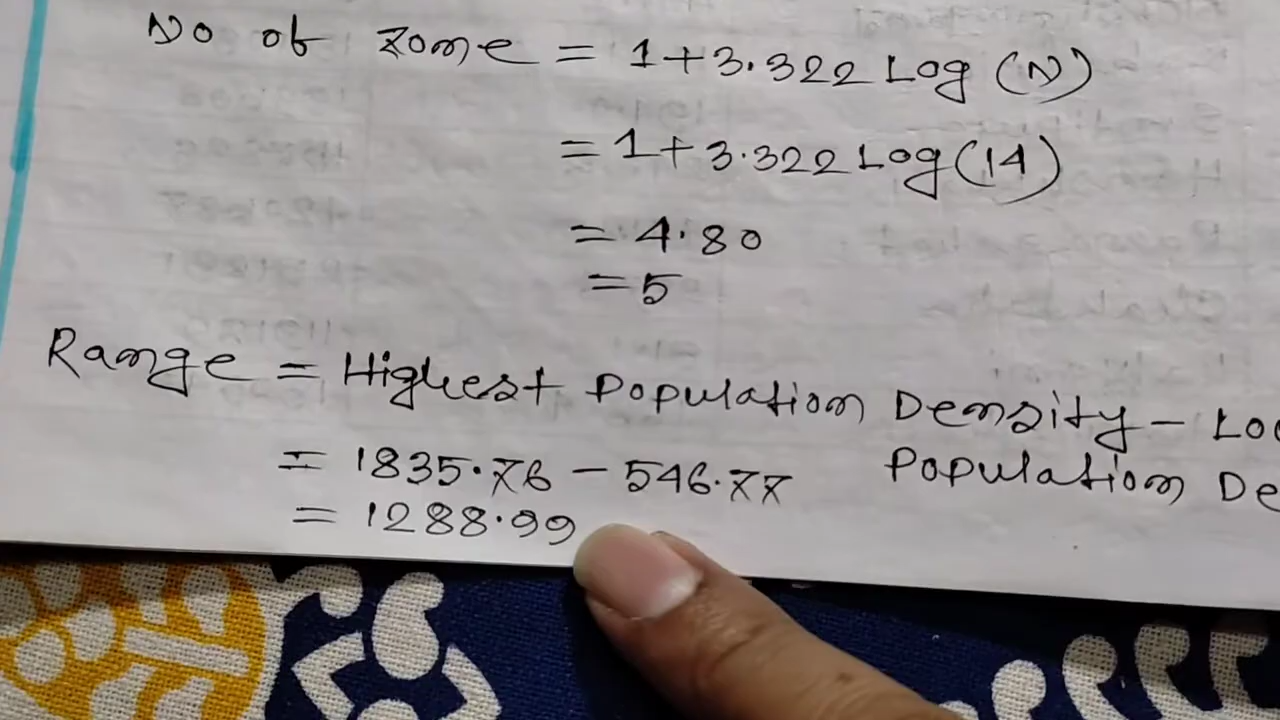 No of zone = 1+3.322 Log (N)
= 1+3.322 Log (14)
= 4.80
= 5
Range = Highest Population Density - Lo
Population De
= 1835.76 - 546.77
= 1288.99